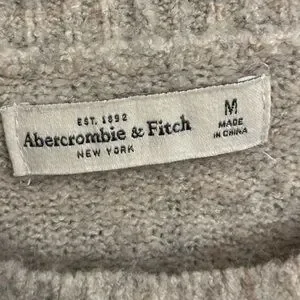 EST. 1892
Abercrombie & Fitch
NEW YORK
M
MADE
IN CHINA